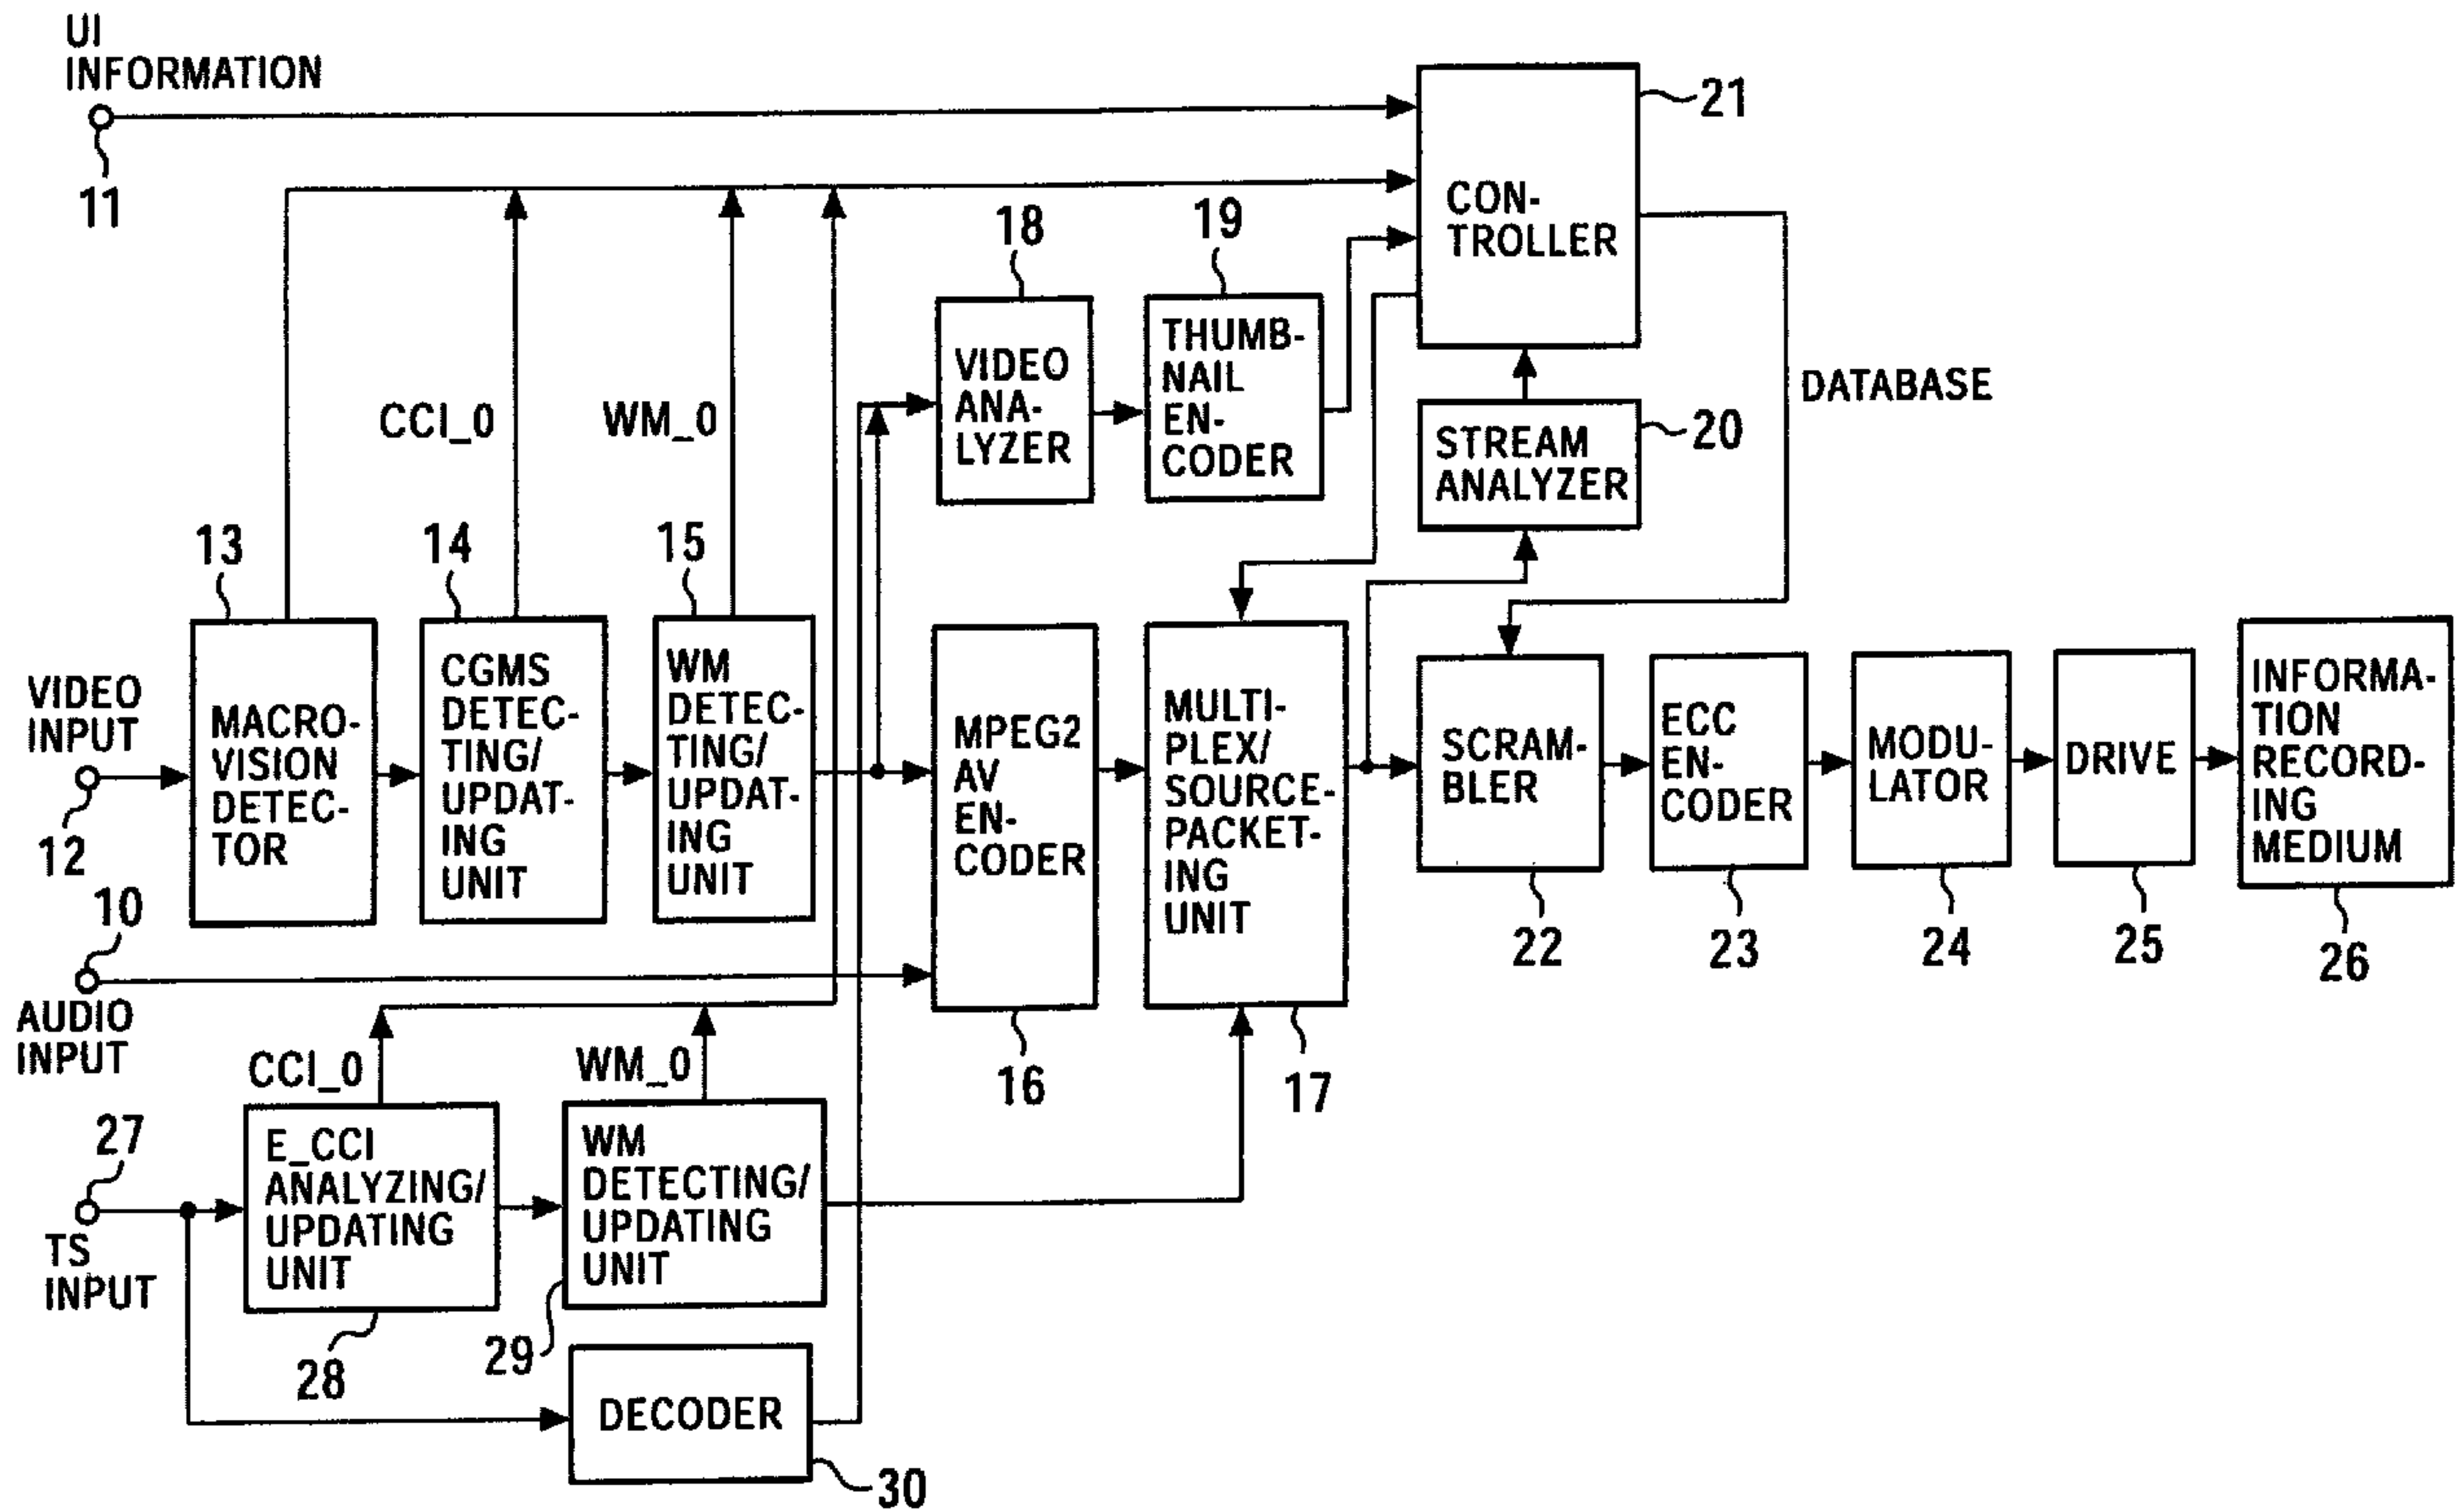 UI
INFORMATION
11
21
CON-
TROLLER
18
19
VIDEO
ANA-
LYZER
THUMB-
NAIL
EN-
CODER
DATABASE
20
STREAM
ANALYZER
CCI_0
WM_0
13
14
15
VIDEO
INPUT
12
MACRO-
VISION
DETEC-
TOR
CGMS
DETEC-
TING/
UPDAT-
ING
UNIT
WM
DETEC-
TING/
UPDAT-
ING
UNIT
MPEG2
AV
EN-
CODER
MULTI-
PLEX/
SOURCE-
PACKET-
ING
UNIT
SCRAM-
BLER
ECC
EN-
CODER
MODU-
LATOR
DRIVE
INFORMA-
TION
RECORD-
ING
MEDIUM
10
AUDIO
INPUT
22
23
24
25
26
16
17
CCI_0
WM_0
27
TS
INPUT
E_CCI
ANALYZING/
UPDATING
UNIT
WM
DETECTING/
UPDATING
UNIT
28
29
DECODER
30